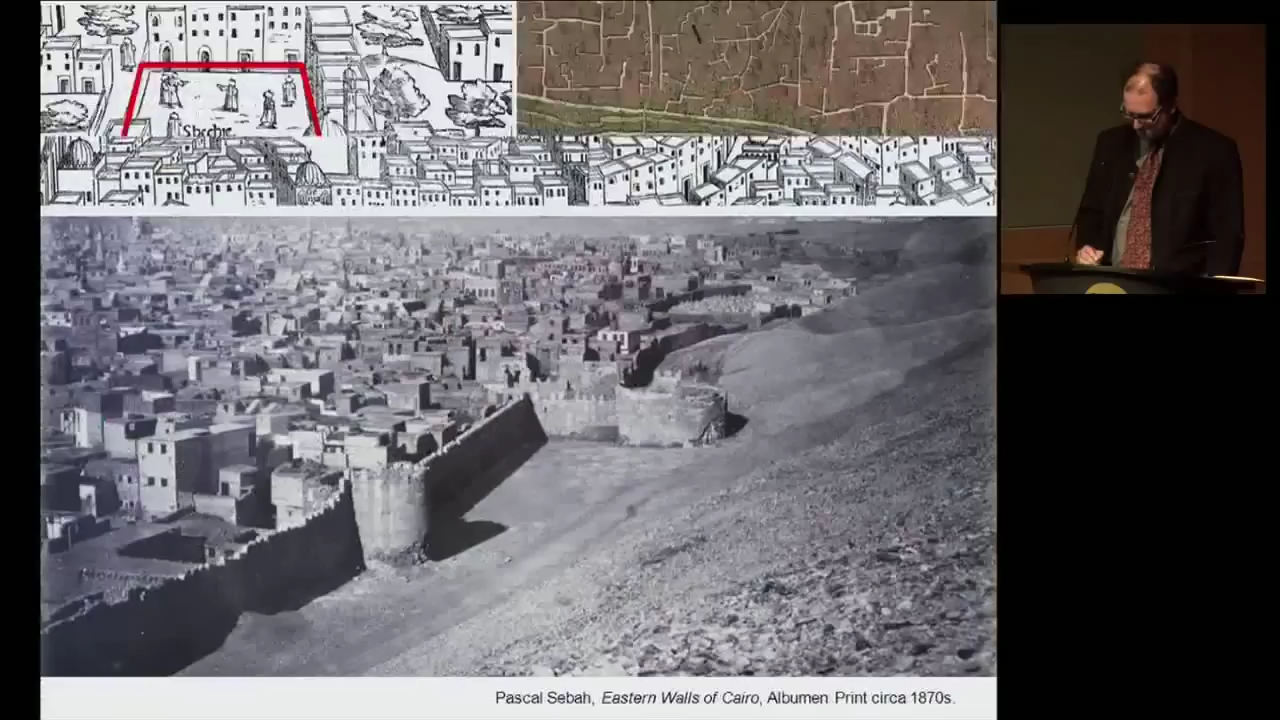 Pascal Sebah, Eastern Walls of Cairo, Albumen Print circa 1870s.